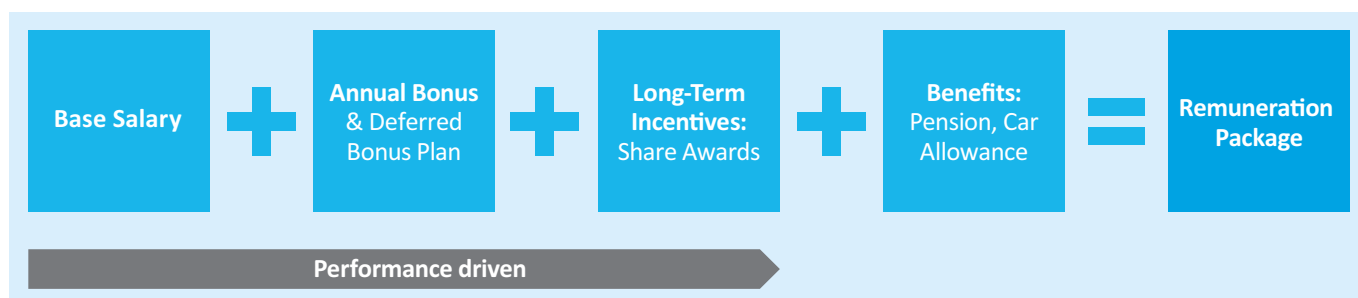 Base Salary
Annual Bonus
& Deferred
Bonus Plan
Long-Term
Incentives:
Share Awards
Benefits:
Pension, Car
Allowance
Remuneration
Package
Performance driven